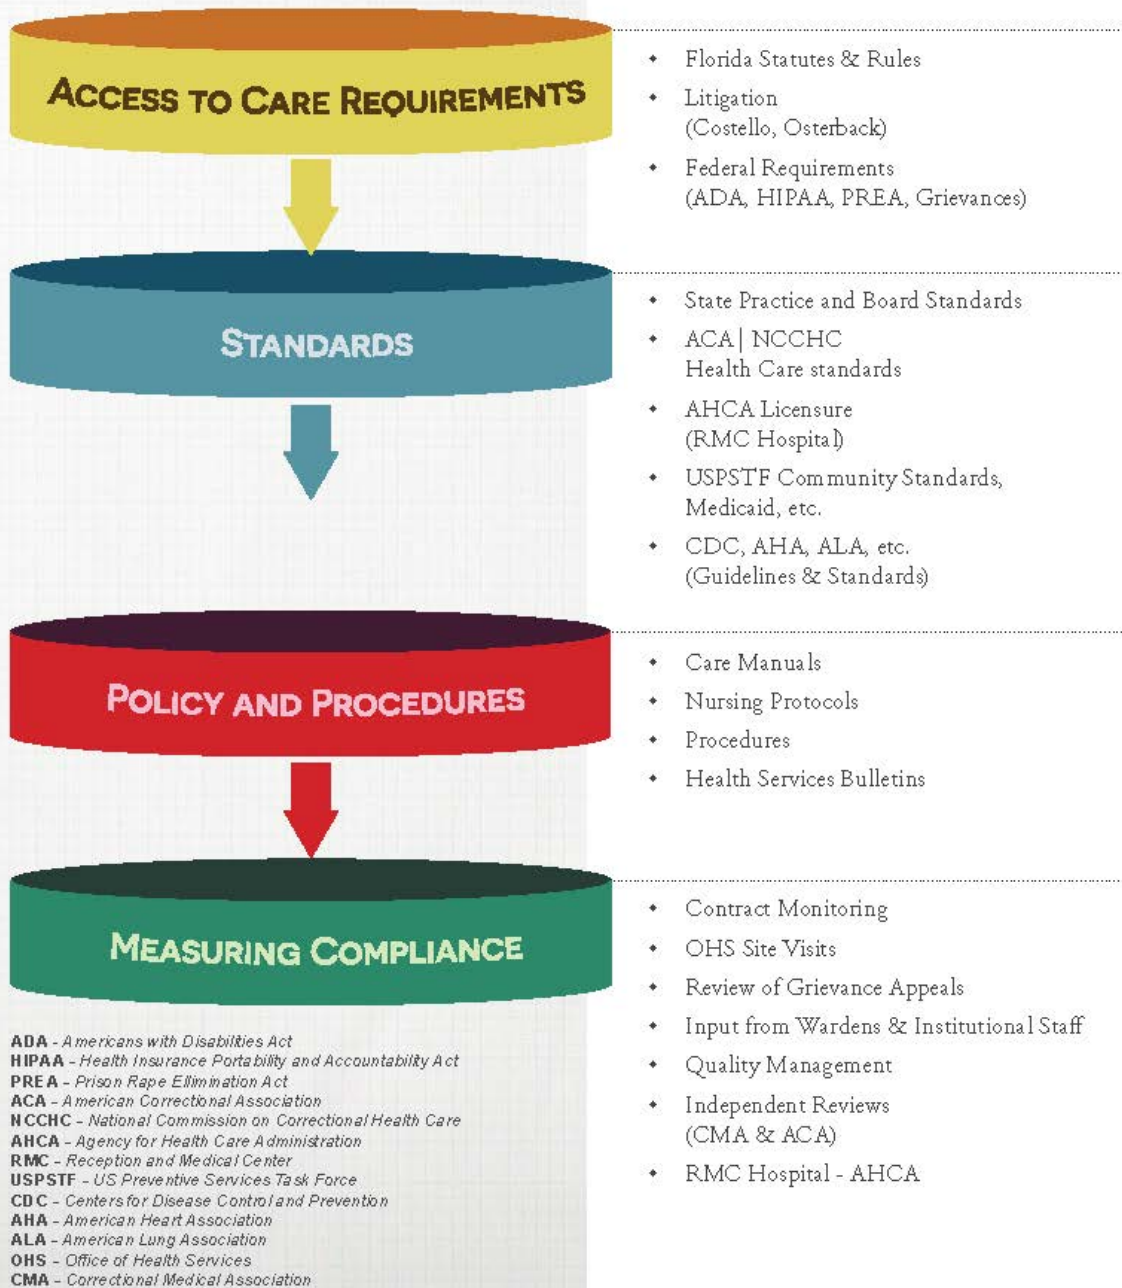 ACCESS TO CARE REQUIREMENTS
• Florida Statutes & Rules
• Litigation
(Costello, Osterback)
• Federal Requirements
(ADA, HIPAA, PREA, Grievances)
STANDARDS
• State Practice and Board Standards
• ACA| NCCHC
Health Care standards
• AHCA Licensure
(RMC Hospital)
• USPSTF Community Standards,
Medicaid, etc.
• CDC, AHA, ALA, etc.
(Guidelines & Standards)
POLICY AND PROCEDURES
• Care Manuals
• Nursing Protocols
• Procedures
• Health Services Bulletins
MEASURING COMPLIANCE
• Contract Monitoring
• OHS Site Visits
• Review of Grievance Appeals
• Input from Wardens & Institutional Staff
• Quality Management
• Independent Reviews
(CMA & ACA)
• RMC Hospital - AHCA
ADA - Americans with Disabilities Act
HIPAA - Health Insurance Portability and Accountability Act
PREA - Prison Rape Ellimination Act
ACA - American Correctional Association
NCCHC - National Commission on Correctional Health Care
AHCA - Agency for Health Care Administration
RMC - Reception and Medical Center
USPSTF - US Preventive Services Task Force
CDC - Centers for Disease Control and Prevention
AHA - American Heart Association
ALA - American Lung Association
OHS - Office of Health Services
CMA - Correctional Medical Association